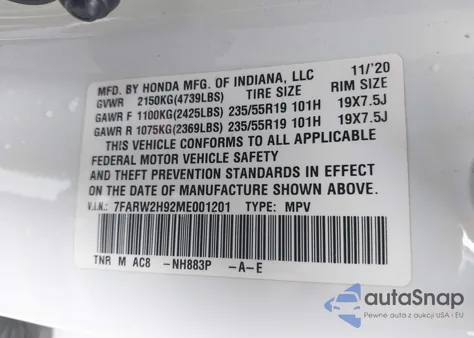 MFD. BY HONDA MFG. OF INDIANA, LLC 11/'20
GVWR 2150KG(4739LBS) TIRE SIZE RIM SIZE
GAWR F 1100KG(2425LBS) 235/55R19 101H 19X7.5J
GAWR R 1075KG(2369LBS) 235/55R19 101H 19X7.5J
THIS VEHICLE CONFORMS TO ALL APPLICABLE
FEDERAL MOTOR VEHICLE SAFETY
AND THEFT PREVENTION STANDARDS IN EFFECT
ON THE DATE OF MANUFACTURE SHOWN ABOVE.
V.I.N.: 7FARW2H92ME001201 TYPE: MPV
TNR M AC8 -NH883P -A-E
autoSnap
Pewne auta z aukcji USA - EU